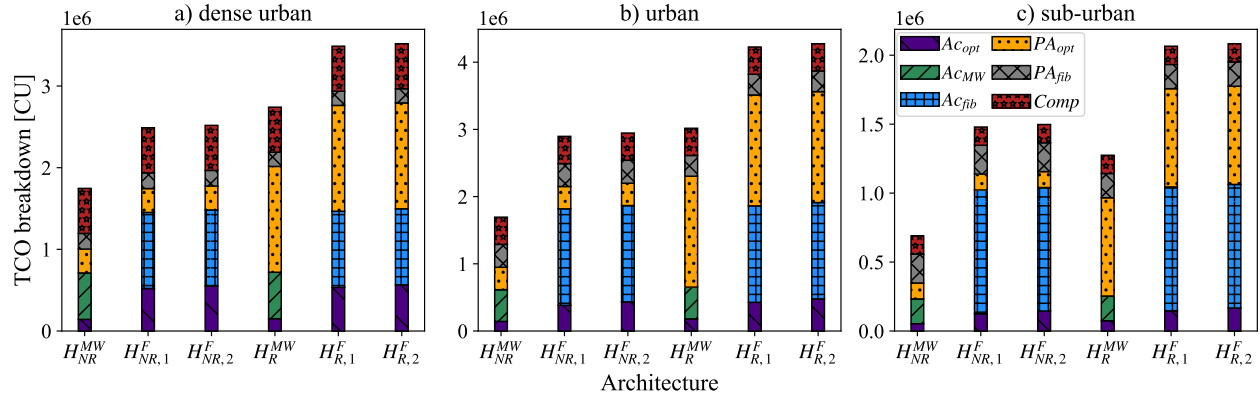 a) dense urban
b) urban
c) sub-urban
1e6
1e6
1e6
TCO breakdown [CU]
3
2
1
0
4
3
2
1
0
2.0
1.5
1.0
0.5
0.0
Ac_opt
Ac_MW
Ac_fib
PA_opt
PA_fib
Comp
H^MW_NR H^F_NR,1 H^F_NR,2 H^MW_R H^F_R,1 H^F_R,2
H^MW_NR H^F_NR,1 H^F_NR,2 H^MW_R H^F_R,1 H^F_R,2
H^MW_NR H^F_NR,1 H^F_NR,2 H^MW_R H^F_R,1 H^F_R,2
Architecture